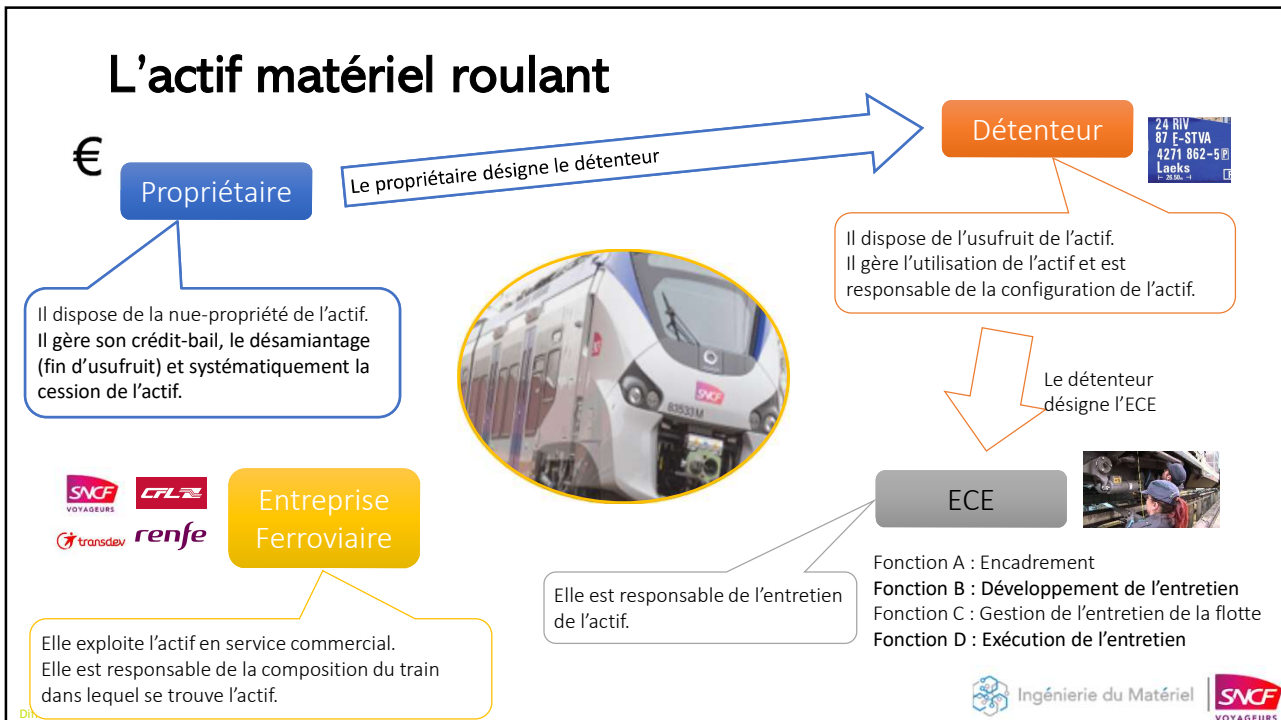 L'actif matériel roulant
€
Propriétaire
Le propriétaire désigne le détenteur
Détenteur
24 RIV
87 F-STVA
4271 862-5 P
Laeks
26.50m
Il dispose de la nue-propriété de l'actif.
Il gère son crédit-bail, le désamiantage
(fin d'usufruit) et systématiquement la
cession de l'actif.
Il dispose de l'usufruit de l'actif.
Il gère l'utilisation de l'actif et est
responsable de la configuration de l'actif.
SNCF
83533M
Le détenteur
désigne l'ECE
SNCF
VOYAGEURS
CFL
transdev
renfe
Entreprise
Ferroviaire
ECE
Elle est responsable de l'entretien
de l'actif.
Fonction A : Encadrement
Fonction B : Développement de l'entretien
Fonction C : Gestion de l'entretien de la flotte
Fonction D : Exécution de l'entretien
Elle exploite l'actif en service commercial.
Elle est responsable de la composition du train
dans lequel se trouve l'actif.
Ingénierie du Matériel
SNCF
VOYAGEURS